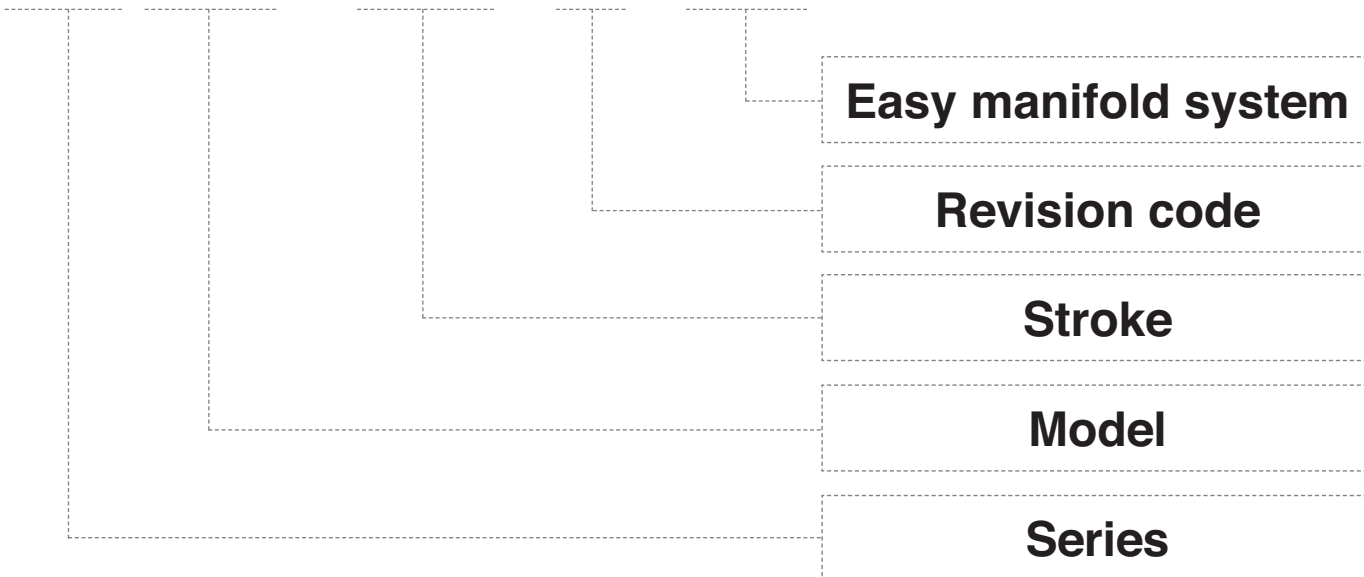 Easy manifold system
Revision code
Stroke
Model
Series